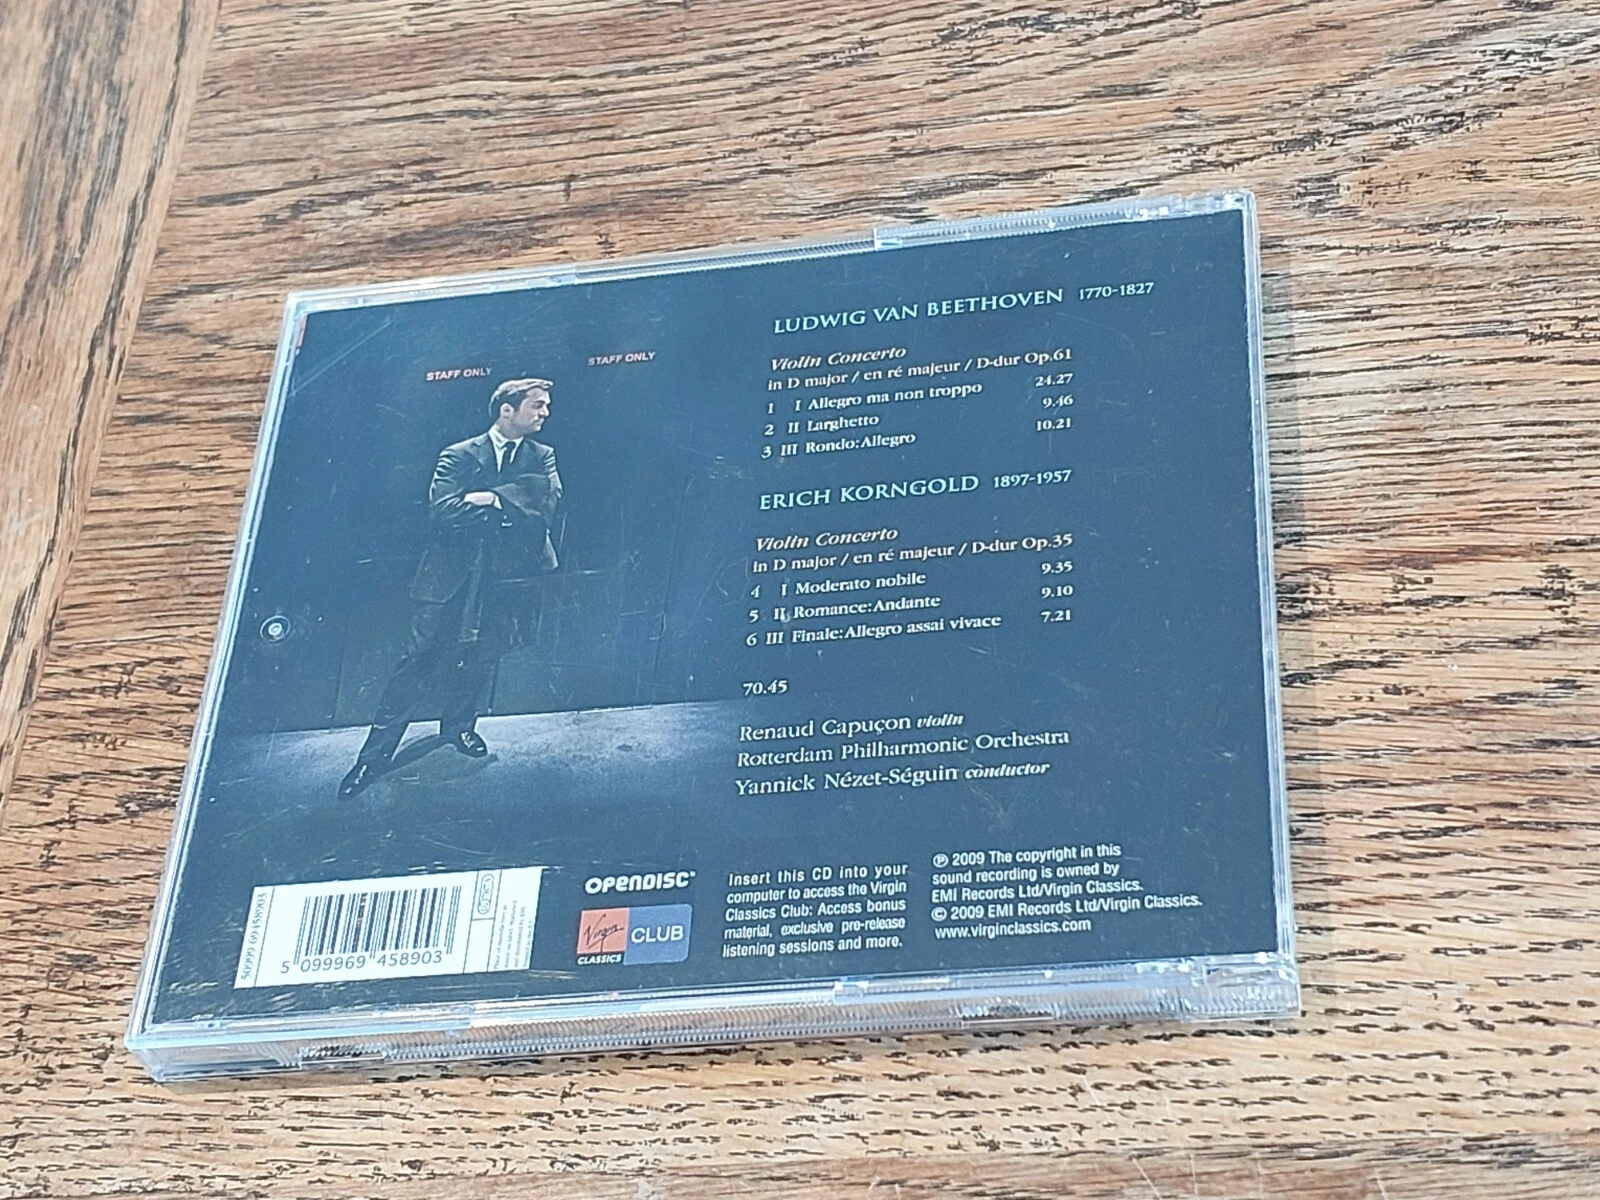 STAFF ONLY
STAFF ONLY
LUDWIG VAN BEETHOVEN 1770-1827
Violin Concerto
in D major / en ré majeur / D-dur Op.61
1 I Allegro ma non troppo 24.27
2 II Larghetto 9.46
3 III Rondo: Allegro 10.21
ERICH KORNGOLD 1897-1957
Violin Concerto
in D major / en ré majeur / D-dur Op.35
4 I Moderato nobile 9.35
5 II Romance: Andante 9.10
6 III Finale: Allegro assai vivace 7.21
70.45
Renaud Capuçon violin
Rotterdam Philharmonic Orchestra
Yannick Nézet-Séguin conductor
50999 6945890 3
5 099969 458903
OPENDISC
Virgin
CLASSICS
CLUB
Insert this CD into your
computer to access the Virgin
Classics Club: Access bonus
material, exclusive pre-release
listening sessions and more.
℗ 2009 The copyright in this
sound recording is owned by
EMI Records Ltd/Virgin Classics.
© 2009 EMI Records Ltd/Virgin Classics.
www.virginclassics.com